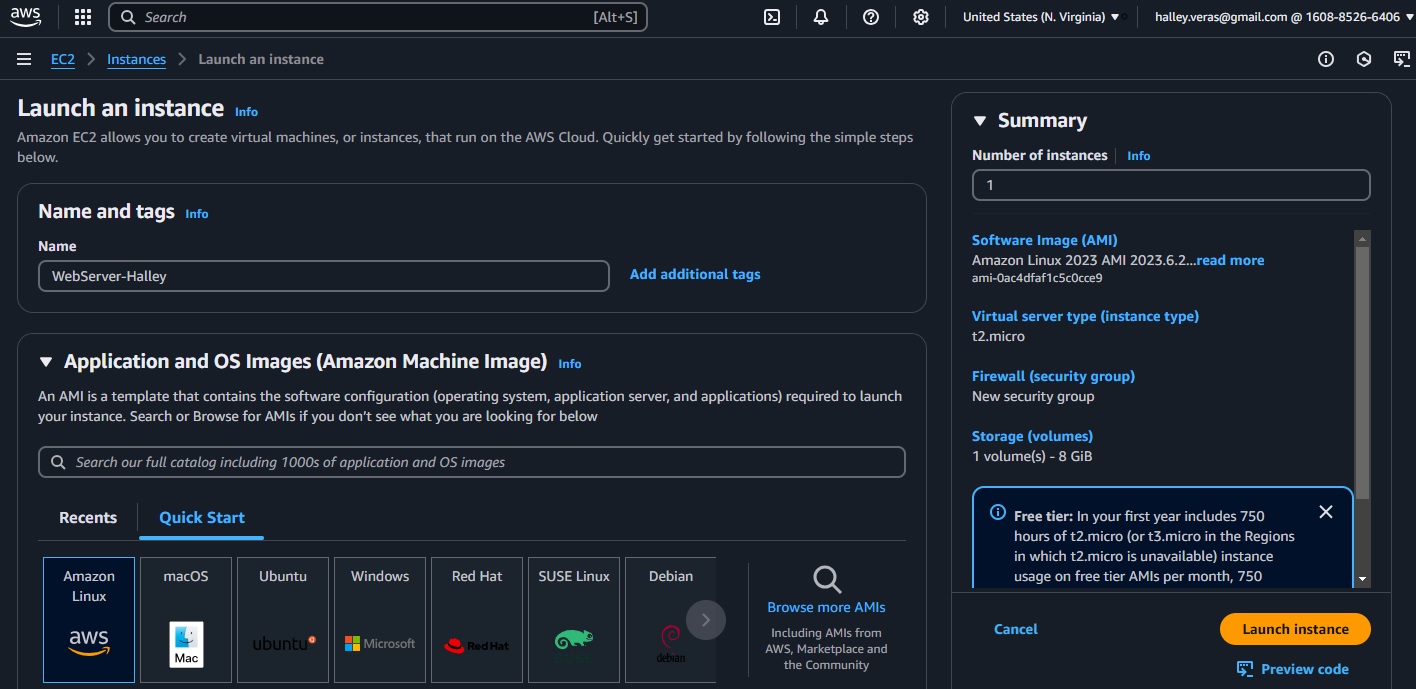 aws
Search
[Alt+S]
United States (N. Virginia)
halley.veras@gmail.com @ 1608-8526-6406
EC2
Instances
Launch an instance
Launch an instance
Info
Amazon EC2 allows you to create virtual machines, or instances, that run on the AWS Cloud. Quickly get started by following the simple steps
below.
Name and tags
Info
Name
WebServer-Halley
Add additional tags
Application and OS Images (Amazon Machine Image)
Info
An AMI is a template that contains the software configuration (operating system, application server, and applications) required to launch
your instance. Search or Browse for AMIs if you don’t see what you are looking for below
Search our full catalog including 1000s of application and OS images
Recents
Quick Start
Amazon
Linux
aws
macOS
Mac
Ubuntu
ubuntu
Windows
Microsoft
Red Hat
Red Hat
SUSE Linux
Debian
debian
Browse more AMIs
Including AMIs from
AWS, Marketplace and
the Community
Summary
Number of instances
Info
1
Software Image (AMI)
Amazon Linux 2023 AMI 2023.6.2...read more
ami-0ac4dfaf1c5c0cce9
Virtual server type (instance type)
t2.micro
Firewall (security group)
New security group
Storage (volumes)
1 volume(s) - 8 GiB
Free tier: In your first year includes 750
hours of t2.micro (or t3.micro in the Regions
in which t2.micro is unavailable) instance
usage on free tier AMIs per month, 750
Cancel
Launch instance
Preview code